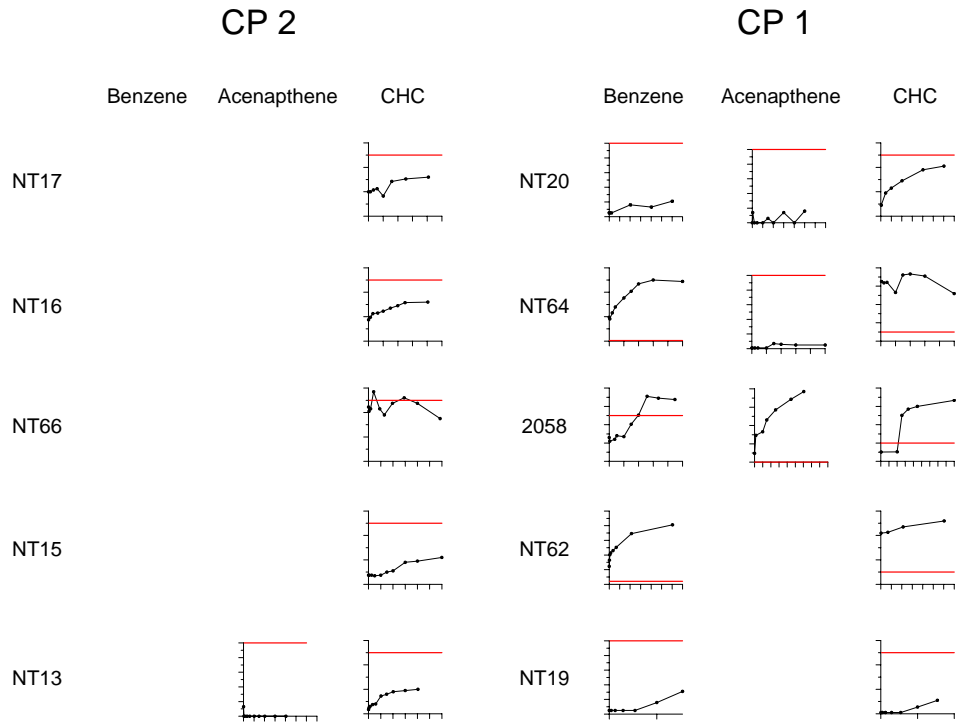 CP 2 CP 1
Benzene Acenapthene CHC Benzene Acenapthene CHC
NT17 NT20
NT16 NT64
NT66 2058
NT15 NT62
NT13 NT19